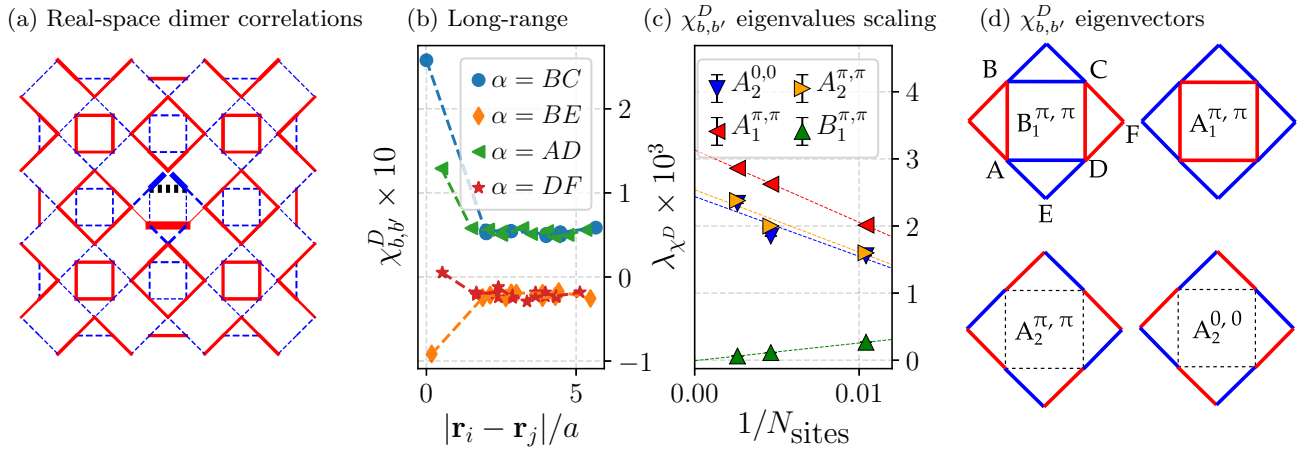 (a) Real-space dimer correlations
(b) Long-range
(c) χ^D_{b,b′} eigenvalues scaling
(d) χ^D_{b,b′} eigenvectors
χ^D_{b,b′} × 10
2
1
0
−1
α = BC
α = BE
α = AD
α = DF
0
5
|r_i − r_j|/a
λ_{χ^D} × 10^3
4
3
2
1
0
A_2^{0,0}
A_1^{π,π}
A_2^{π,π}
B_1^{π,π}
0.00
0.01
1/N_sites
B
C
B_1^{π, π}
F
A
D
E
A_1^{π, π}
A_2^{π, π}
A_2^{0, 0}